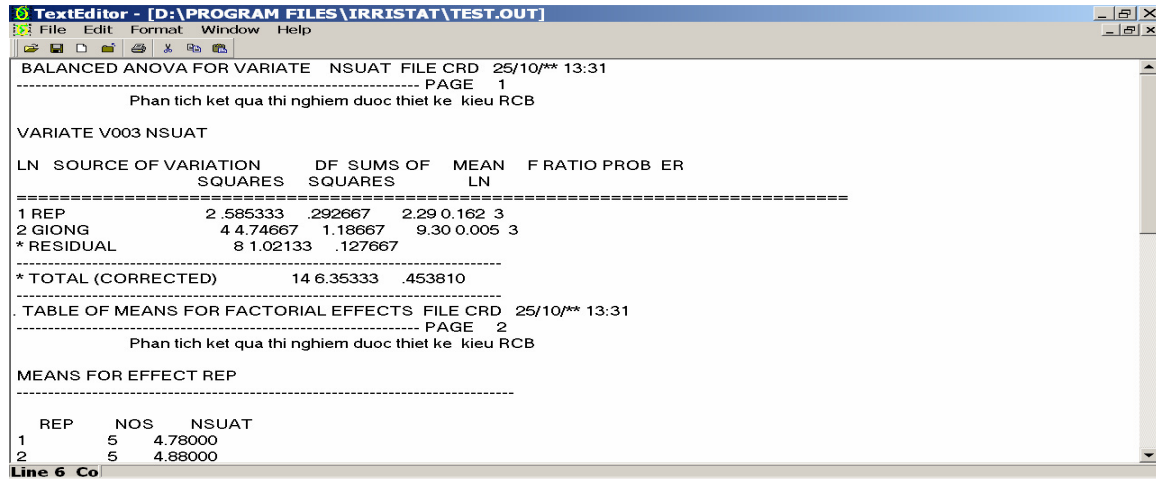 TextEditor - [D:\PROGRAM FILES\IRRISTAT\TEST.OUT]
File Edit Format Window Help
BALANCED ANOVA FOR VARIATE NSUAT FILE CRD 25/10/** 13:31
---------------------------------------------------------------- PAGE 1
Phan tich ket qua thi nghiem duoc thiet ke kieu RCB
VARIATE V003 NSUAT
LN SOURCE OF VARIATION DF SUMS OF MEAN F RATIO PROB ER
SQUARES SQUARES LN
=============================================================================
1 REP 2 .585333 .292667 2.29 0.162 3
2 GIONG 4 4.74667 1.18667 9.30 0.005 3
* RESIDUAL 8 1.02133 .127667
-----------------------------------------------------------------------------
* TOTAL (CORRECTED) 14 6.35333 .453810
-----------------------------------------------------------------------------
. TABLE OF MEANS FOR FACTORIAL EFFECTS FILE CRD 25/10/** 13:31
---------------------------------------------------------------- PAGE 2
Phan tich ket qua thi nghiem duoc thiet ke kieu RCB
MEANS FOR EFFECT REP
-------------------------------------------------------------------------------
REP NOS NSUAT
1 5 4.78000
2 5 4.88000
Line 6 Co